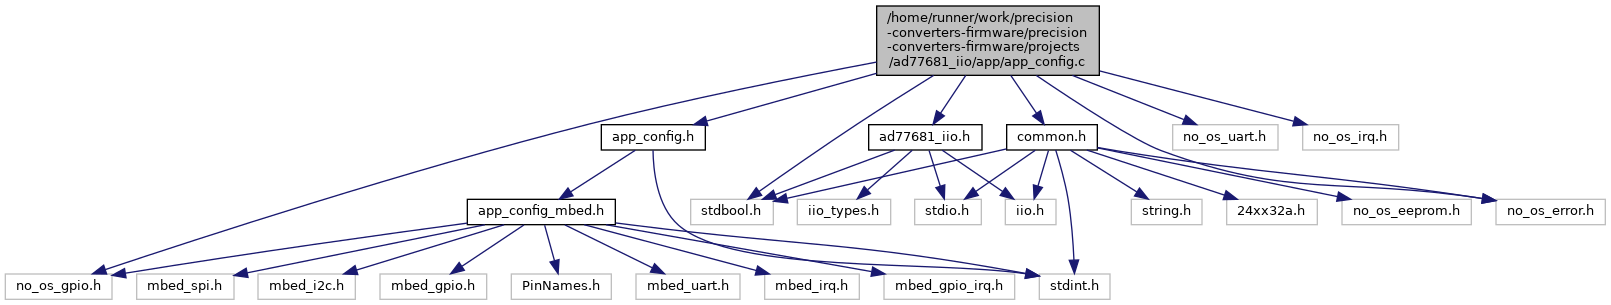 /home/runner/work/precision
-converters-firmware/precision
-converters-firmware/projects
/ad77681_iio/app/app_config.c
app_config.h
ad77681_iio.h
common.h
no_os_uart.h
no_os_irq.h
app_config_mbed.h
stdbool.h
iio_types.h
stdio.h
iio.h
string.h
24xx32a.h
no_os_eeprom.h
no_os_error.h
no_os_gpio.h
mbed_spi.h
mbed_i2c.h
mbed_gpio.h
PinNames.h
mbed_uart.h
mbed_irq.h
mbed_gpio_irq.h
stdint.h